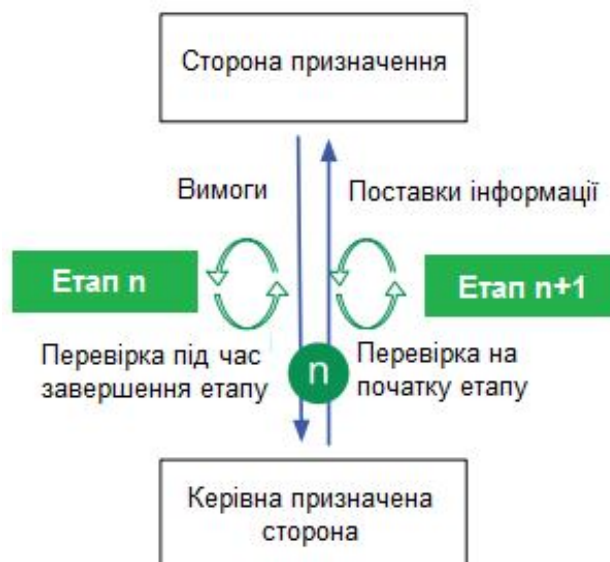 Сторона призначення
Вимоги
Поставки інформації
Етап n
Етап n+1
Перевірка під час
завершення етапу
n
Перевірка на
початку етапу
Керівна призначена
сторона